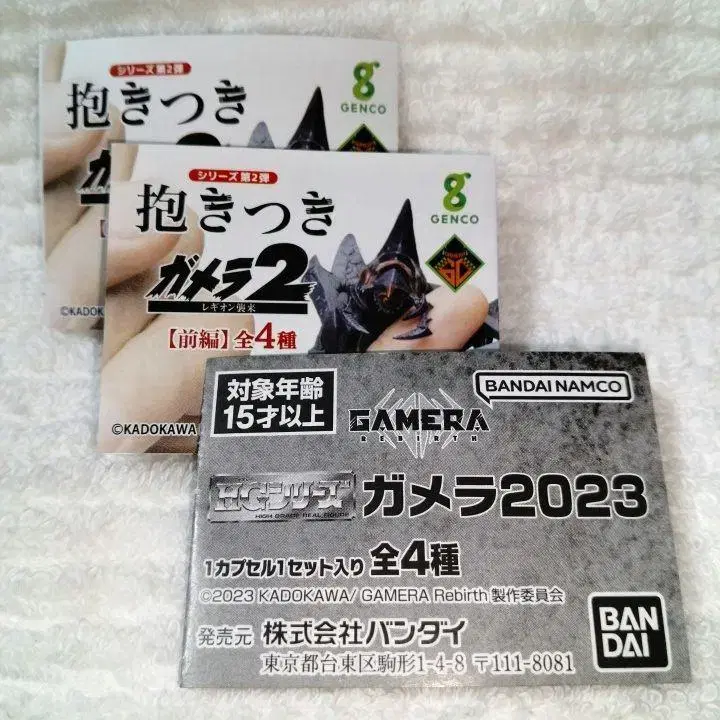 シリーズ第2弾
抱きつき
g
GENCO
ガ
©KADOKAWA
シリーズ第2弾
抱きつき
g
GENCO
ガメラ2
レギオン襲来
【前編】全4種
©KADOKAWA
対象年齢
15才以上
GAMERA
REBIRTH
BANDAI NAMCO
HGシリーズ
HIGH GRADE REAL FIGURE
ガメラ2023
1カプセル1セット入り 全4種
©2023 KADOKAWA/ GAMERA Rebirth 製作委員会
発売元 株式会社バンダイ
東京都台東区駒形1-4-8 〒111-8081
BAN
DAI